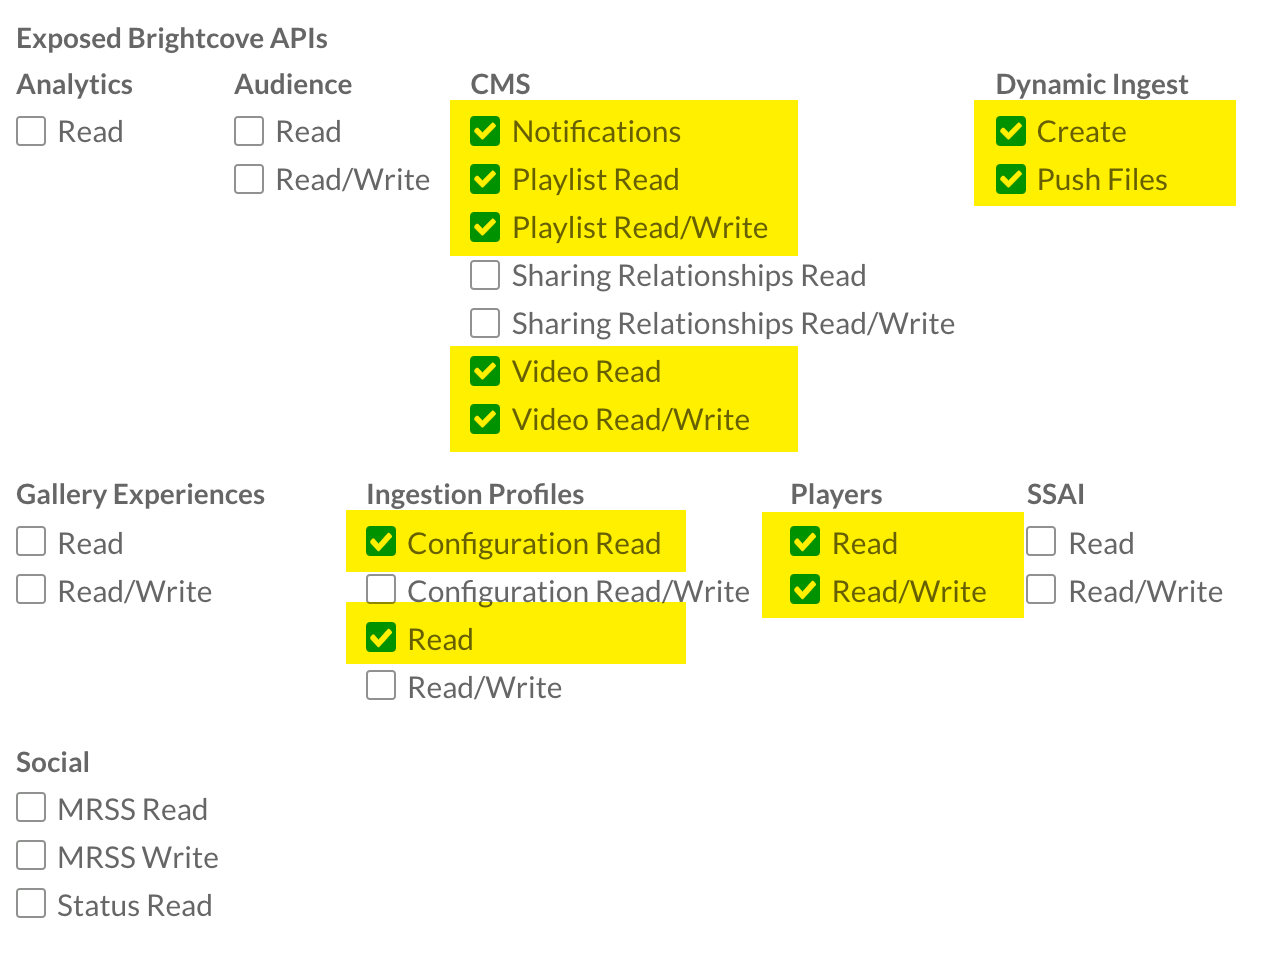 Exposed Brightcove APIs
Analytics
Read
Audience
Read
Read/Write
CMS
Notifications
Playlist Read
Playlist Read/Write
Sharing Relationships Read
Sharing Relationships Read/Write
Video Read
Video Read/Write
Dynamic Ingest
Create
Push Files
Gallery Experiences
Read
Read/Write
Ingestion Profiles
Configuration Read
Configuration Read/Write
Read
Read/Write
Players
Read
Read/Write
SSAI
Read
Read/Write
Social
MRSS Read
MRSS Write
Status Read